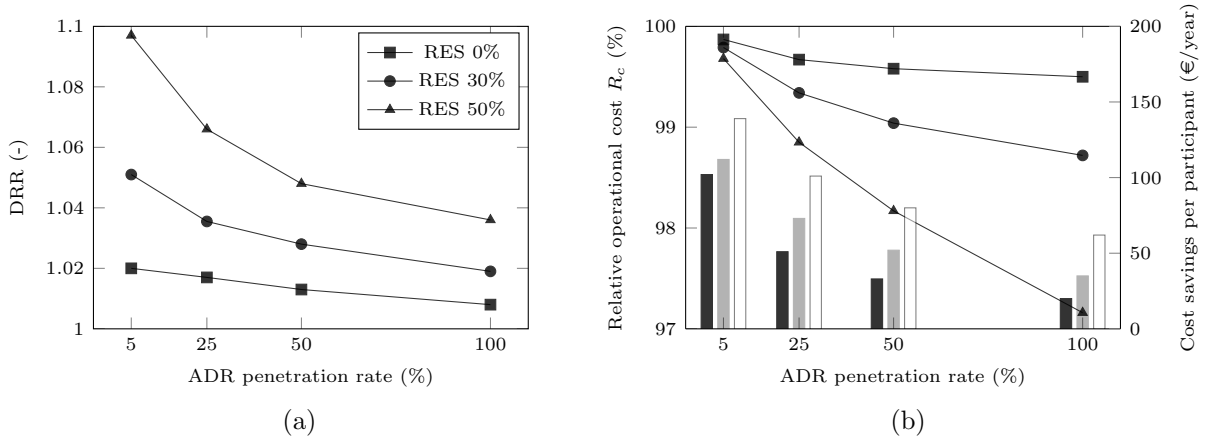 1.1
1.08
1.06
1.04
1.02
1
DRR (-)
RES 0%
RES 30%
RES 50%
5
25
50
100
ADR penetration rate (%)
(a)
100
99
98
97
Relative operational cost R_c (%)
200
150
100
50
0
Cost savings per participant (€/year)
5
25
50
100
ADR penetration rate (%)
(b)